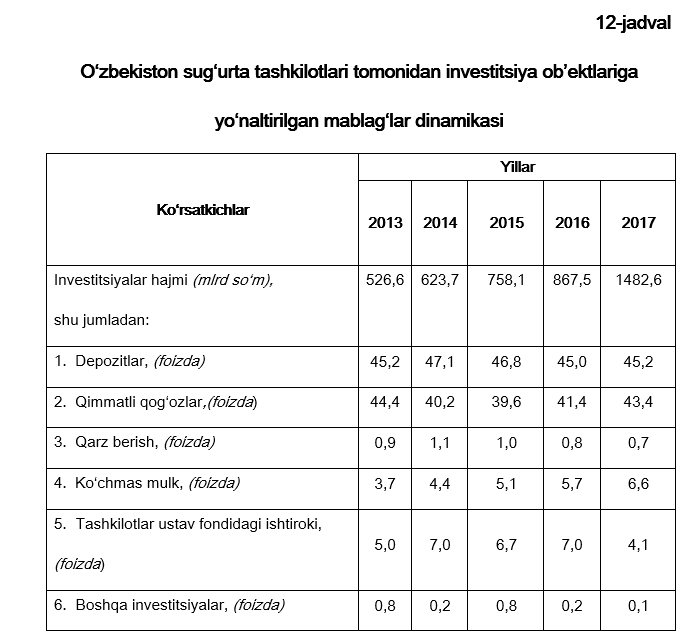 12-jadval
O‘zbekiston sug‘urta tashkilotlari tomonidan investitsiya ob’ektlariga
yo‘naltirilgan mablag‘lar dinamikasi
Ko‘rsatkichlar
Yillar
2013 2014 2015 2016 2017
Investitsiyalar hajmi (mlrd so‘m), 526,6 623,7 758,1 867,5 1482,6
shu jumladan:
1. Depozitlar, (foizda) 45,2 47,1 46,8 45,0 45,2
2. Qimmatli qog‘ozlar,(foizda) 44,4 40,2 39,6 41,4 43,4
3. Qarz berish, (foizda) 0,9 1,1 1,0 0,8 0,7
4. Ko‘chmas mulk, (foizda) 3,7 4,4 5,1 5,7 6,6
5. Tashkilotlar ustav fondidagi ishtiroki,
(foizda) 5,0 7,0 6,7 7,0 4,1
6. Boshqa investitsiyalar, (foizda) 0,8 0,2 0,8 0,2 0,1